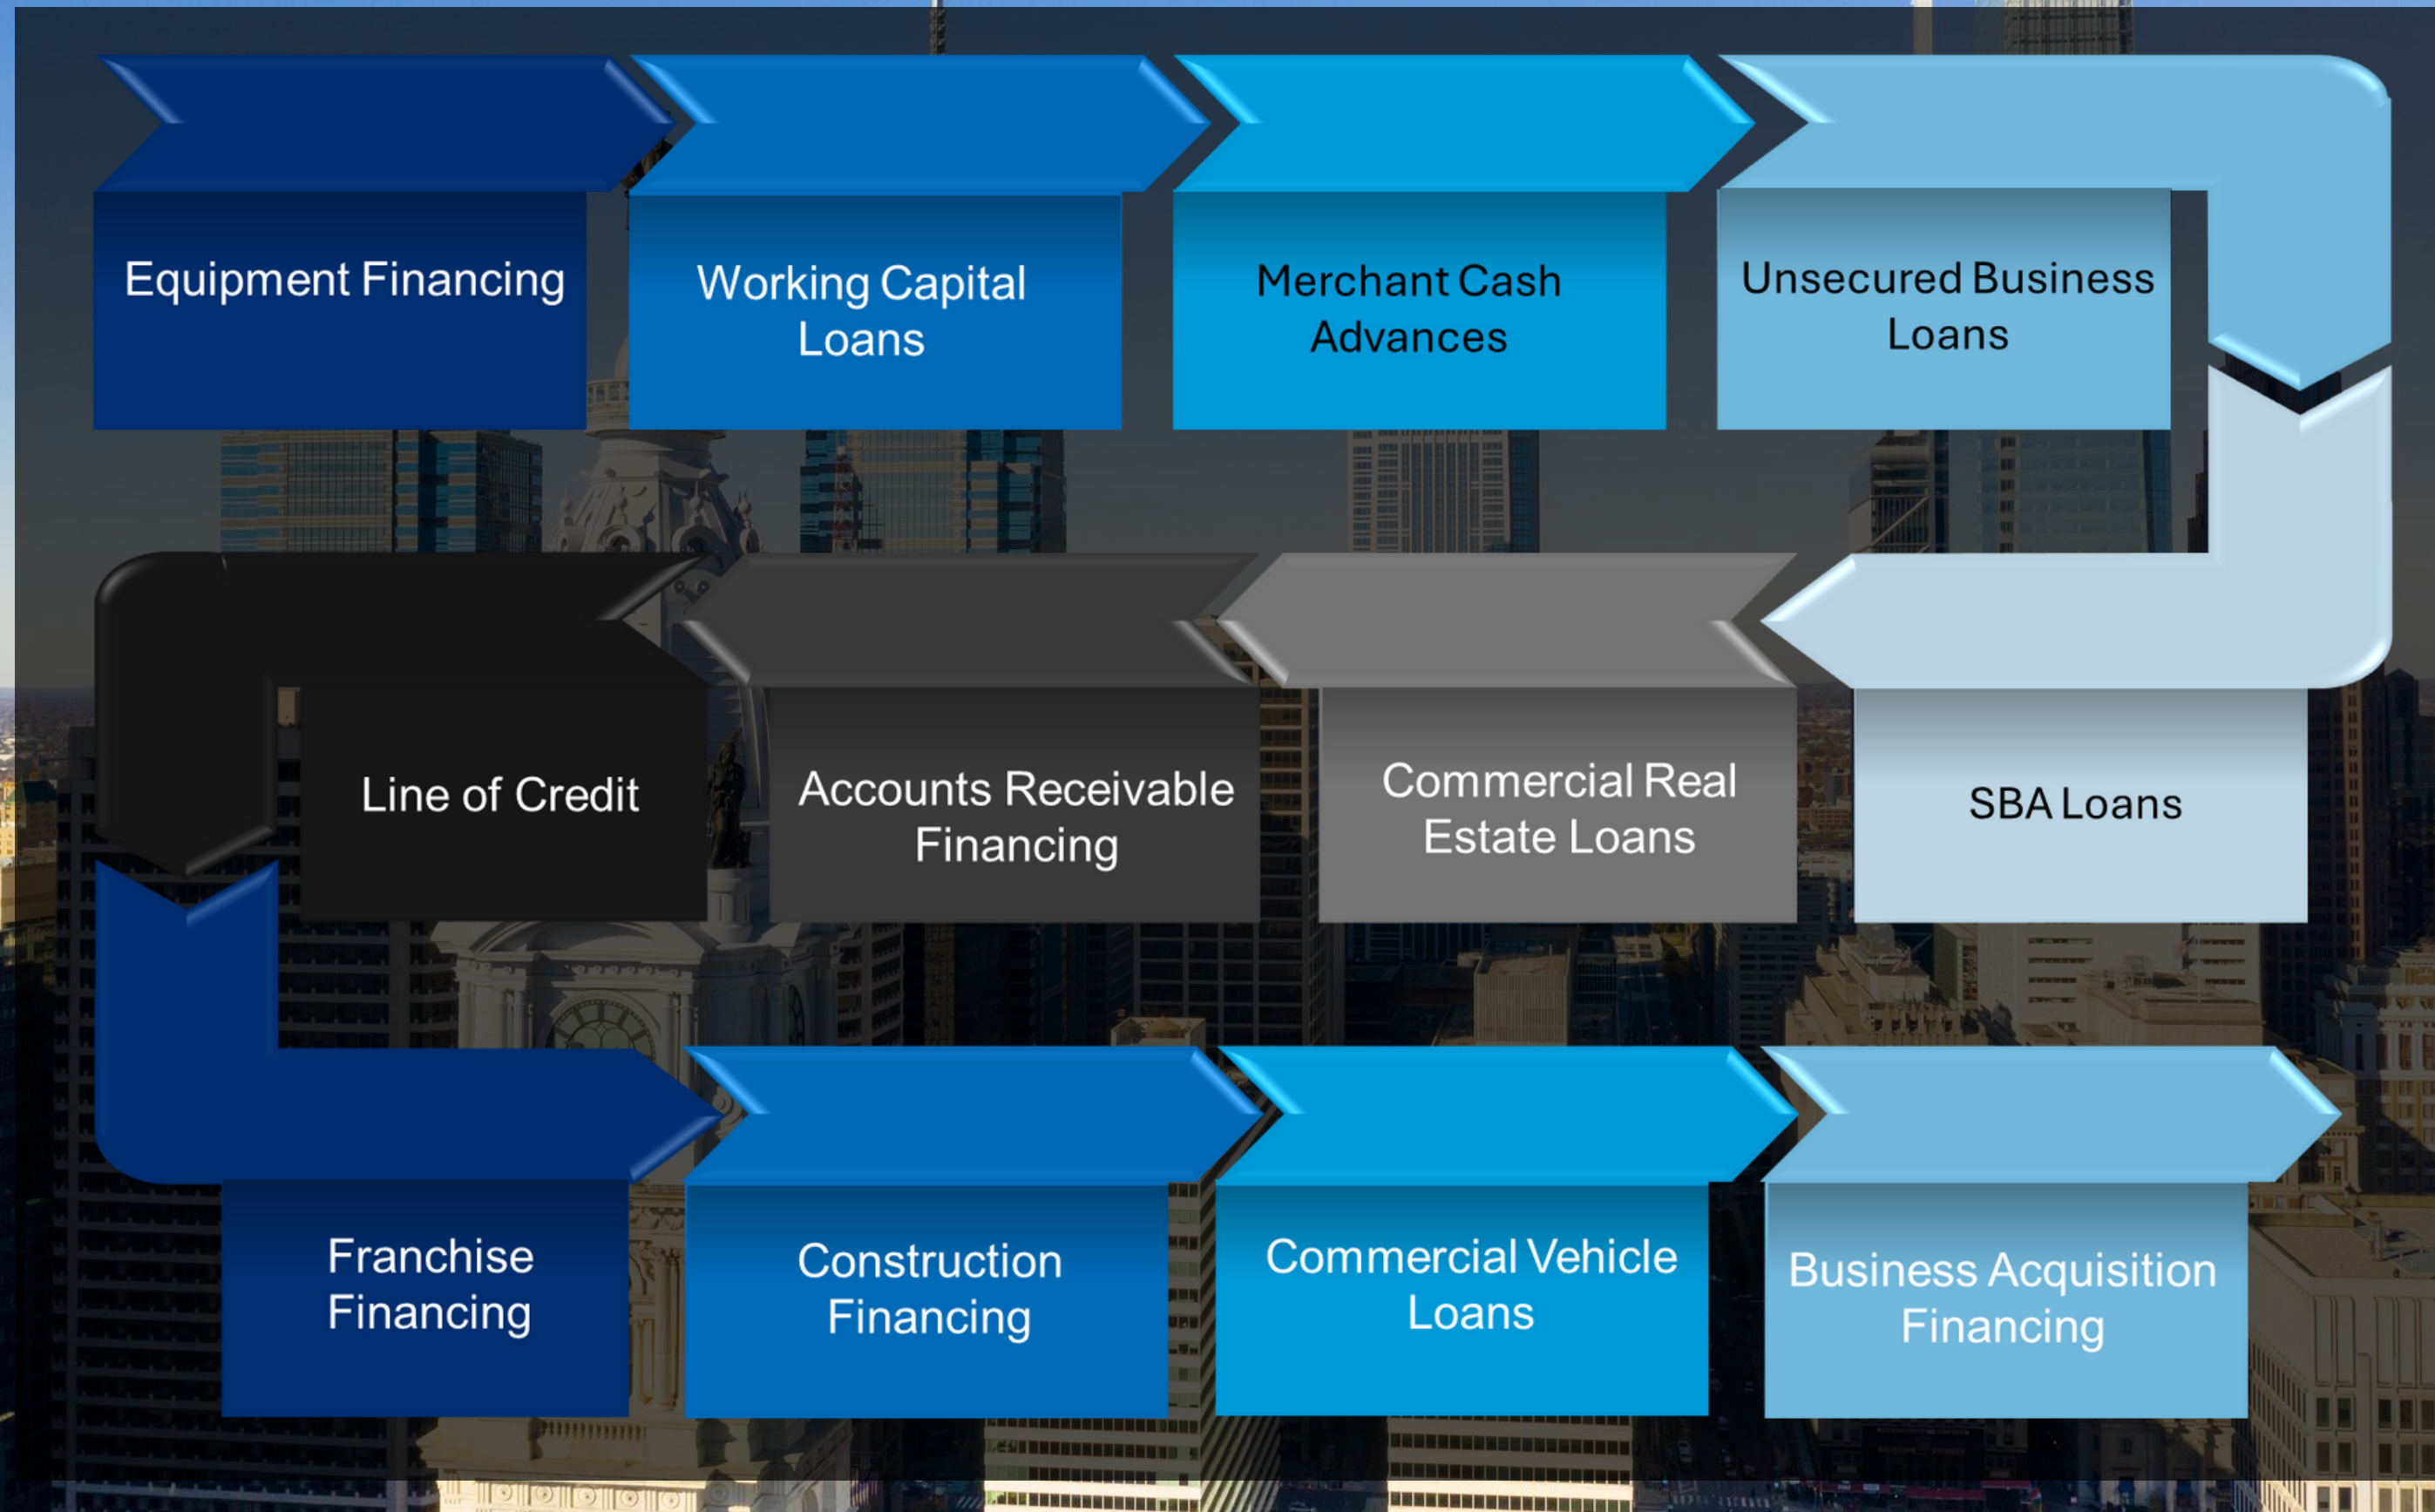 Equipment Financing
Working Capital
Loans
Merchant Cash
Advances
Unsecured Business
Loans
Line of Credit
Accounts Receivable
Financing
Commercial Real
Estate Loans
SBA Loans
Franchise
Financing
Construction
Financing
Commercial Vehicle
Loans
Business Acquisition
Financing